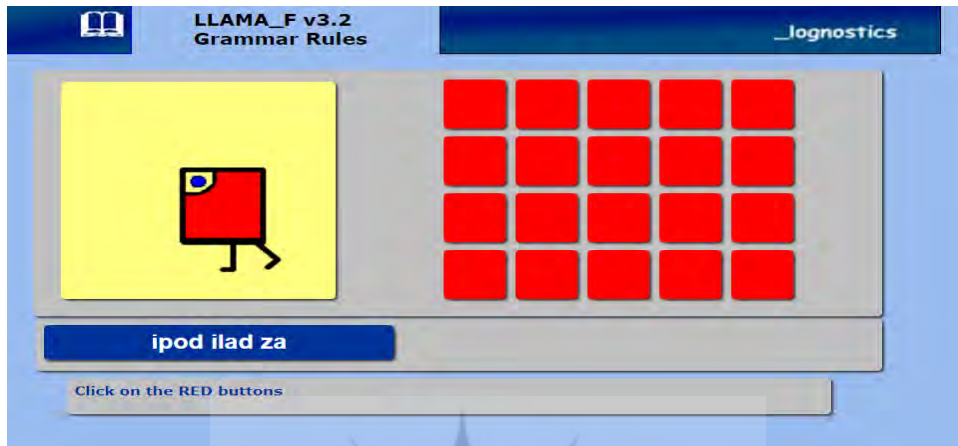 LLAMA_F v3.2
Grammar Rules
_lognostics
ipod ilad za
Click on the RED buttons